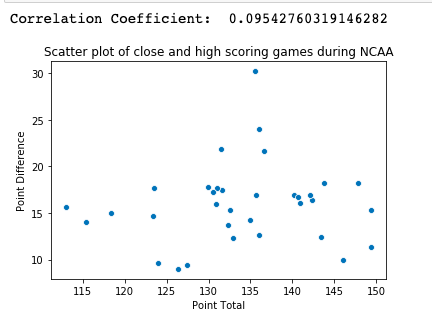 Correlation Coefficient:  0.09542760319146282
Scatter plot of close and high scoring games during NCAA
30
25
20
15
10
Point Difference
115 120 125 130 135 140 145 150
Point Total